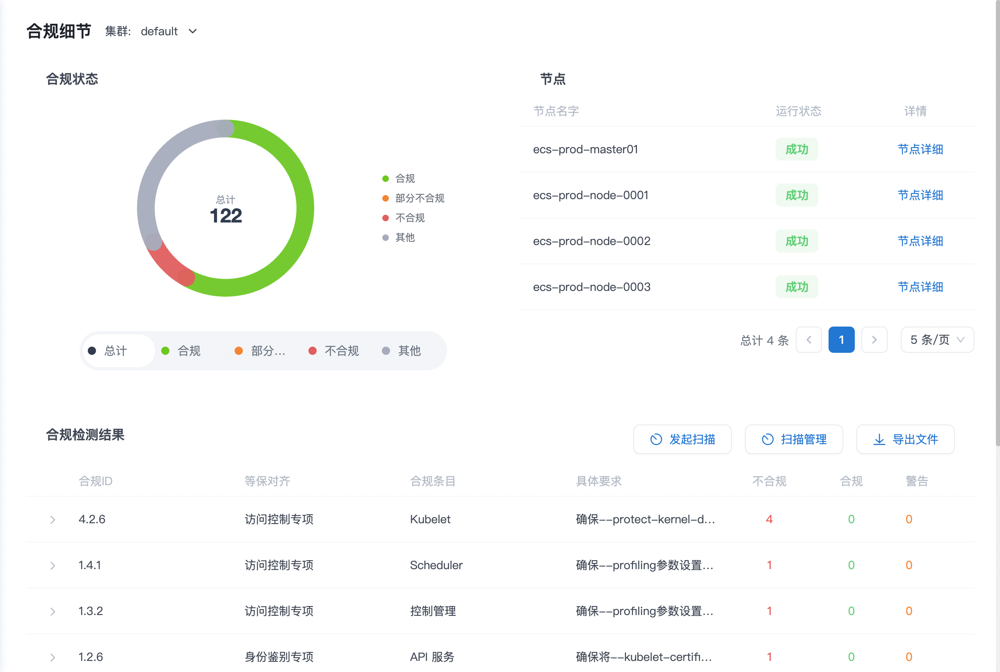 合规细节 集群: default
合规状态
总计
122
合规
部分不合规
不合规
其他
总计 合规 部分... 不合规 其他
节点
节点名字 运行状态 详情
ecs-prod-master01 成功 节点详细
ecs-prod-node-0001 成功 节点详细
ecs-prod-node-0002 成功 节点详细
ecs-prod-node-0003 成功 节点详细
总计 4 条 1 5 条/页
合规检测结果 发起扫描 扫描管理 导出文件
合规ID 等保对齐 合规条目 具体要求 不合规 合规 警告
4.2.6 访问控制专项 Kubelet 确保--protect-kernel-d... 4 0 0
1.4.1 访问控制专项 Scheduler 确保--profiling参数设置... 1 0 0
1.3.2 访问控制专项 控制管理 确保--profiling参数设置... 1 0 0
1.2.6 身份鉴别专项 API 服务 确保将--kubelet-certifi... 1 0 0